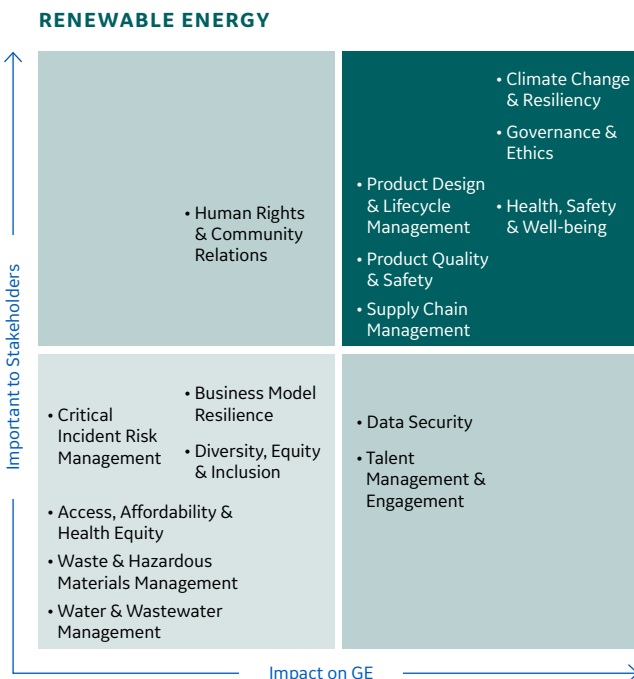 RENEWABLE ENERGY
Important to Stakeholders
• Human Rights
& Community
Relations
• Climate Change
& Resiliency
• Governance &
Ethics
• Product Design
& Lifecycle
Management
• Health, Safety
& Well-being
• Product Quality
& Safety
• Supply Chain
Management
• Business Model
Resilience
• Critical
Incident Risk
Management
• Diversity, Equity
& Inclusion
• Access, Affordability &
Health Equity
• Waste & Hazardous
Materials Management
• Water & Wastewater
Management
• Data Security
• Talent
Management &
Engagement
Impact on GE